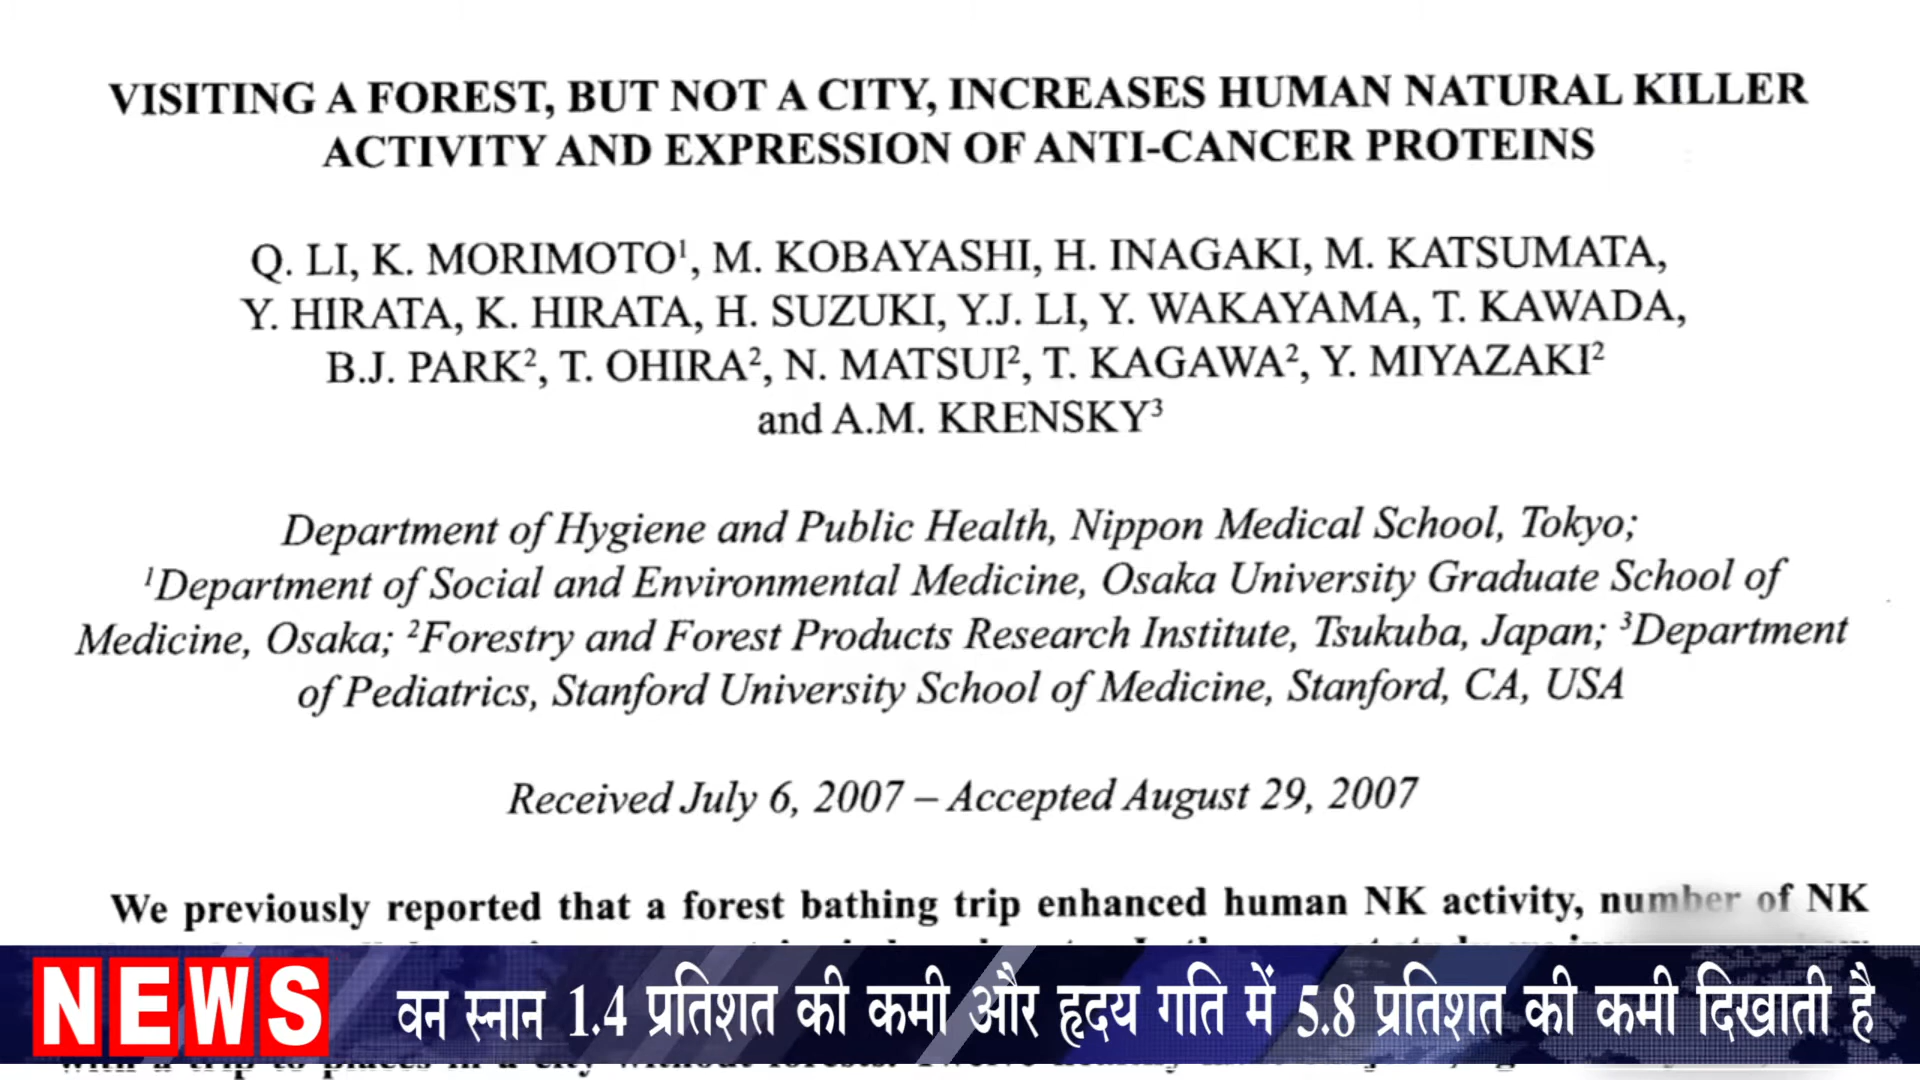 VISITING A FOREST, BUT NOT A CITY, INCREASES HUMAN NATURAL KILLER
ACTIVITY AND EXPRESSION OF ANTI-CANCER PROTEINS
Q. LI, K. MORIMOTO¹, M. KOBAYASHI, H. INAGAKI, M. KATSUMATA,
Y. HIRATA, K. HIRATA, H. SUZUKI, Y.J. LI, Y. WAKAYAMA, T. KAWADA,
B.J. PARK², T. OHIRA², N. MATSUI², T. KAGAWA², Y. MIYAZAKI²
and A.M. KRENSKY³
Department of Hygiene and Public Health, Nippon Medical School, Tokyo;
¹Department of Social and Environmental Medicine, Osaka University Graduate School of
Medicine, Osaka; ²Forestry and Forest Products Research Institute, Tsukuba, Japan; ³Department
of Pediatrics, Stanford University School of Medicine, Stanford, CA, USA
Received July 6, 2007 – Accepted August 29, 2007
We previously reported that a forest bathing trip enhanced human NK activity, number of NK
NEWS वन स्नान 1.4 प्रतिशत की कमी और हृदय गति में 5.8 प्रतिशत की कमी दिखाती है